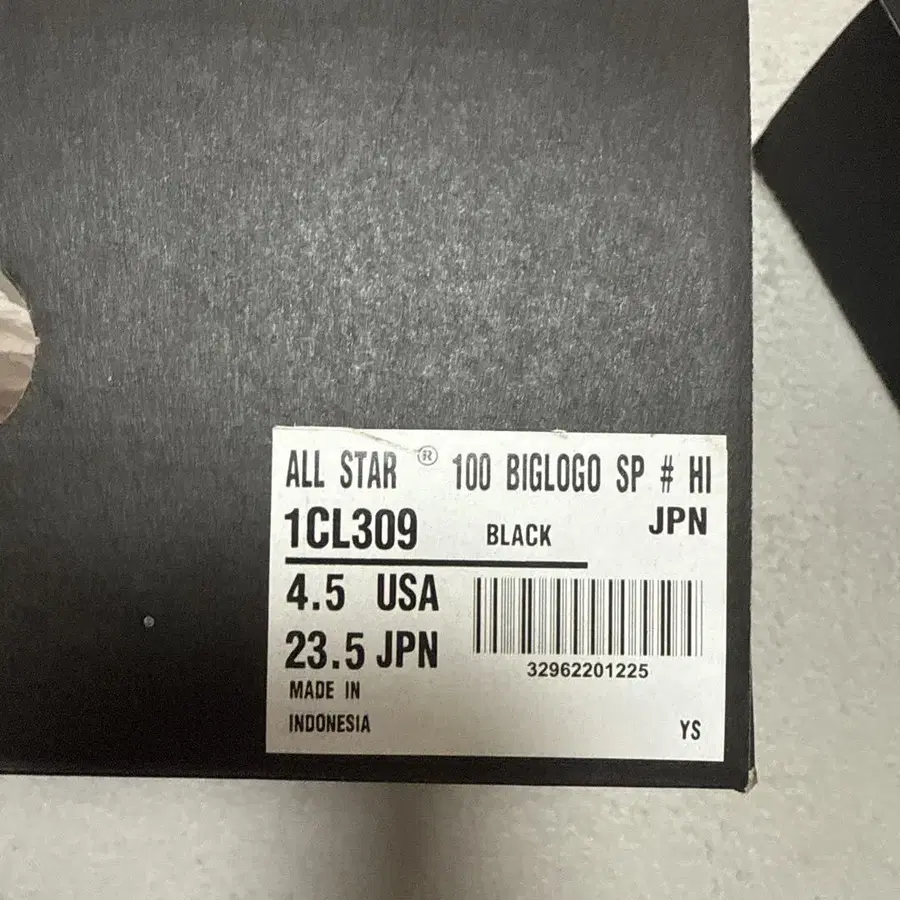 ALL STAR ® 100 BIGLOGO SP # HI
1CL309 BLACK JPN
4.5 USA
23.5 JPN
32962201225
MADE IN
INDONESIA
YS